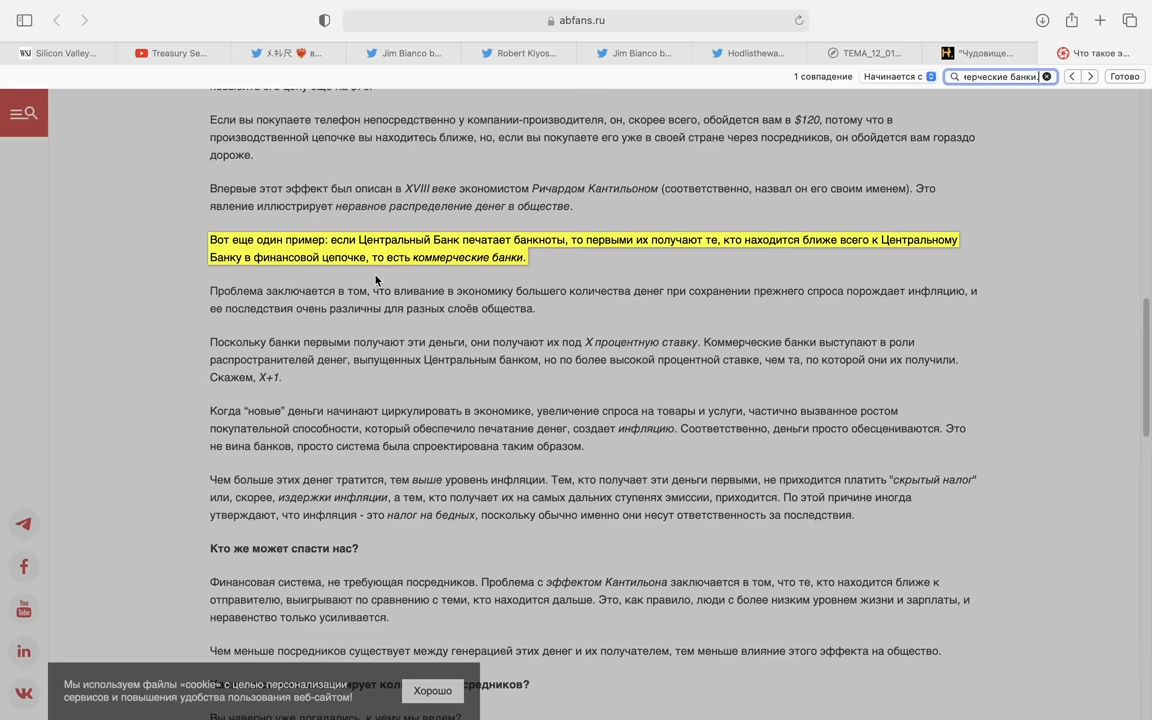 abfans.ru
Silicon Valley...
Treasury Se...
Jim Bianco b...
Robert Kiyos...
Jim Bianco b...
Hodlisthewa...
TEMA_12_01...
"Чудовище...
Что такое э...
1 совпадение
Начинается с
ерческие банки.
Готово
Если вы покупаете телефон непосредственно у компании-производителя, он, скорее всего, обойдется вам в $120, потому что в
производственной цепочке вы находитесь ближе, но, если вы покупаете его уже в своей стране через посредников, он обойдется вам гораздо
дороже.
Впервые этот эффект был описан в XVIII веке экономистом Ричардом Кантильоном (соответственно, назвал он его своим именем). Это
явление иллюстрирует неравное распределение денег в обществе.
Вот еще один пример: если Центральный Банк печатает банкноты, то первыми их получают те, кто находится ближе всего к Центральному
Банку в финансовой цепочке, то есть коммерческие банки.
Проблема заключается в том, что вливание в экономику большего количества денег при сохранении прежнего спроса порождает инфляцию, и
ее последствия очень различны для разных слоёв общества.
Поскольку банки первыми получают эти деньги, они получают их под X процентную ставку. Коммерческие банки выступают в роли
распространителей денег, выпущенных Центральным банком, но по более высокой процентной ставке, чем та, по которой они их получили.
Скажем, X+1.
Когда “новые” деньги начинают циркулировать в экономике, увеличение спроса на товары и услуги, частично вызванное ростом
покупательной способности, который обеспечило печатание денег, создает инфляцию. Соответственно, деньги просто обесцениваются. Это
не вина банков, просто система была спроектирована таким образом.
Чем больше этих денег тратится, тем выше уровень инфляции. Тем, кто получает эти деньги первыми, не приходится платить "скрытый налог"
или, скорее, издержки инфляции, а тем, кто получает их на самых дальних ступенях эмиссии, приходится. По этой причине иногда
утверждают, что инфляция - это налог на бедных, поскольку обычно именно они несут ответственность за последствия.
Кто же может спасти нас?
Финансовая система, не требующая посредников. Проблема с эффектом Кантильона заключается в том, что те, кто находится ближе к
отправителю, выигрывают по сравнению с теми, кто находится дальше. Это, как правило, люди с более низким уровнем жизни и зарплаты, и
неравенство только усиливается.
Чем меньше посредников существует между генерацией этих денег и их получателем, тем меньше влияние этого эффекта на общество.
Мы используем файлы «cookie» с целью персонализации
сервисов и повышения удобства пользования веб-сайтом!
Хорошо
Вы наверно уже догадались, к чему мы ведем?